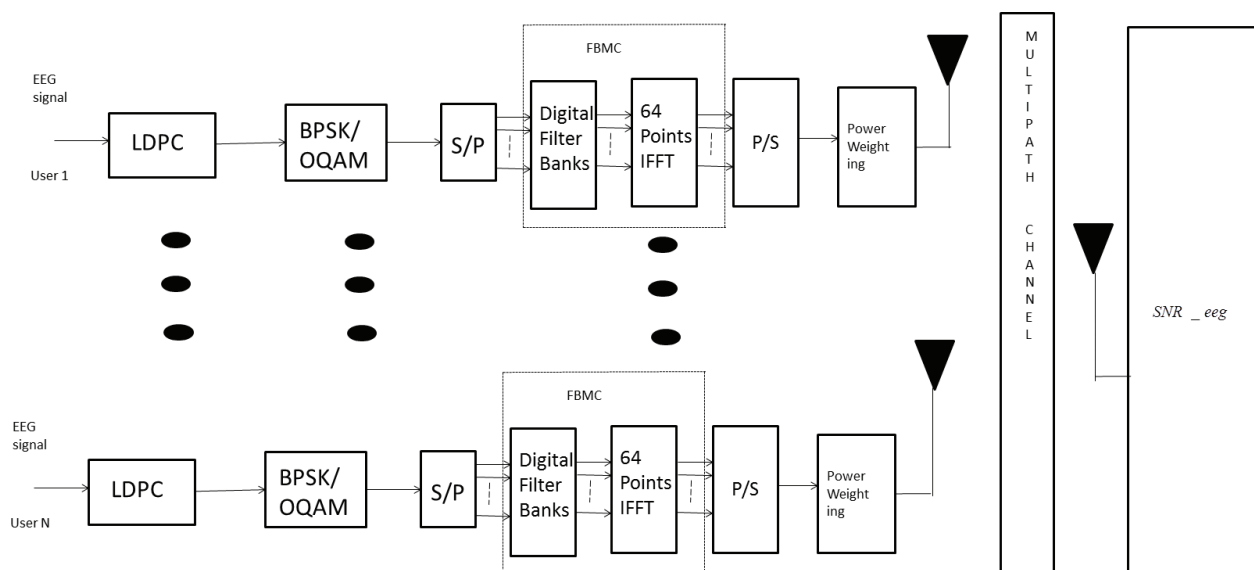 FBMC
EEG
signal
User 1
LDPC
BPSK/
OQAM
S/P
Digital
Filter
Banks
64
Points
IFFT
P/S
Power
Weight
ing
M
U
L
T
I
P
A
T
H
C
H
A
N
N
E
L
SNR _ eeg
FBMC
EEG
signal
User N
LDPC
BPSK/
OQAM
S/P
Digital
Filter
Banks
64
Points
IFFT
P/S
Power
Weight
ing